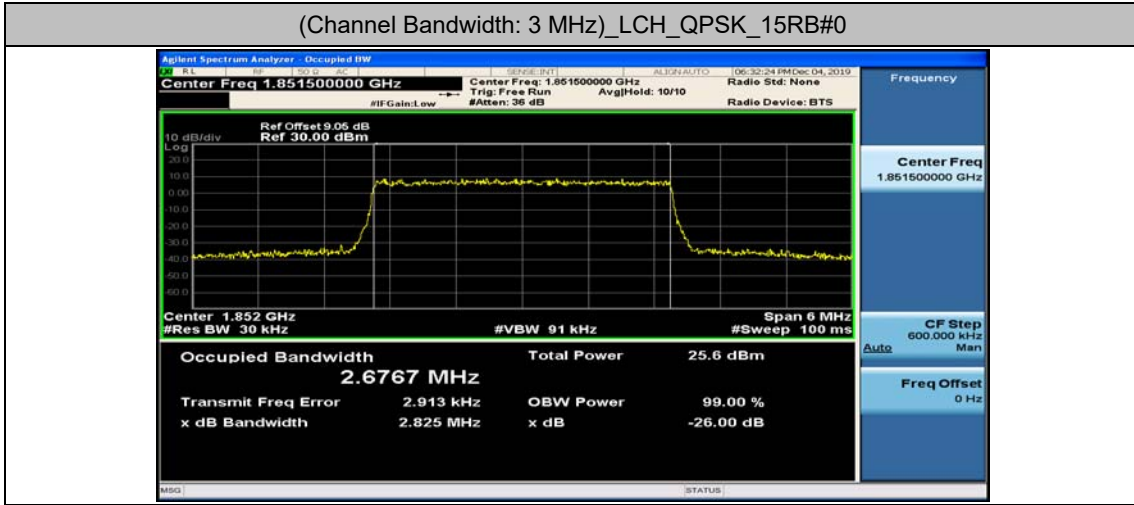 (Channel Bandwidth: 3 MHz)_LCH_QPSK_15RB#0
Agilent Spectrum Analyzer - Occupied BW
RL RF 50 Ω AC SENSE:INT ALIGN AUTO 06:32:24 PM Dec 04, 2019
Center Freq 1.851500000 GHz
Center Freq: 1.851500000 GHz
Radio Std: None
Trig: Free Run Avg|Hold: 10/10
#IFGain:Low #Atten: 36 dB Radio Device: BTS
Ref Offset 9.05 dB
10 dB/div Ref 30.00 dBm
Log
20.0
10.0
0.00
-10.0
-20.0
-30.0
-40.0
-50.0
-60.0
Center 1.852 GHz Span 6 MHz
#Res BW 30 kHz #VBW 91 kHz #Sweep 100 ms
Occupied Bandwidth Total Power 25.6 dBm
2.6767 MHz
Transmit Freq Error 2.913 kHz OBW Power 99.00 %
x dB Bandwidth 2.825 MHz x dB -26.00 dB
MSG STATUS
Frequency
Center Freq
1.851500000 GHz
CF Step
600.000 kHz
Auto Man
Freq Offset
0 Hz